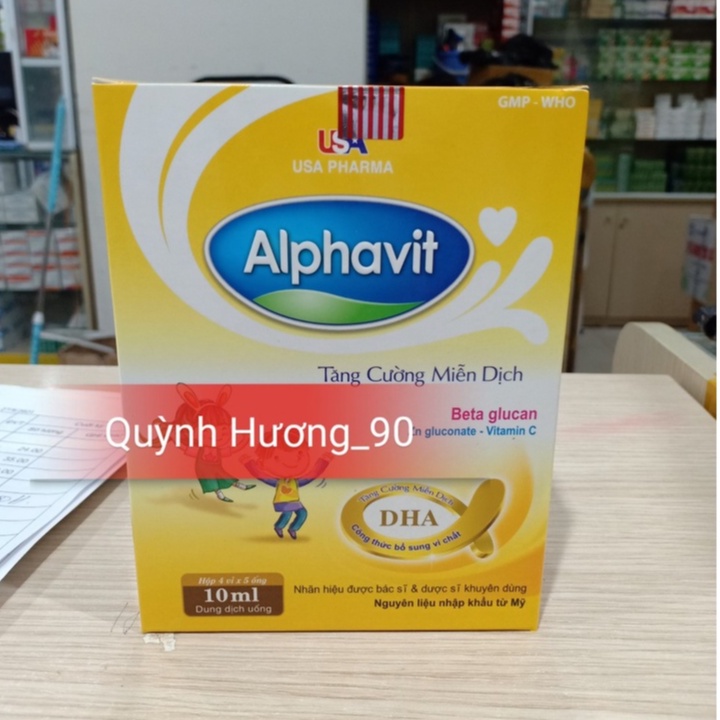 GMP - WHO
USA
USA PHARMA
Alphavit
Tăng Cường Miễn Dịch
Beta glucan
Zn gluconate - Vitamin C
Quỳnh Hương_90
Tăng Cường Miễn Dịch
DHA
Công thức bổ sung vi chất
Hộp 4 vỉ x 5 ống
10ml
Dung dịch uống
Nhãn hiệu được bác sĩ & dược sĩ khuyên dùng
Nguyên liệu nhập khẩu từ Mỹ